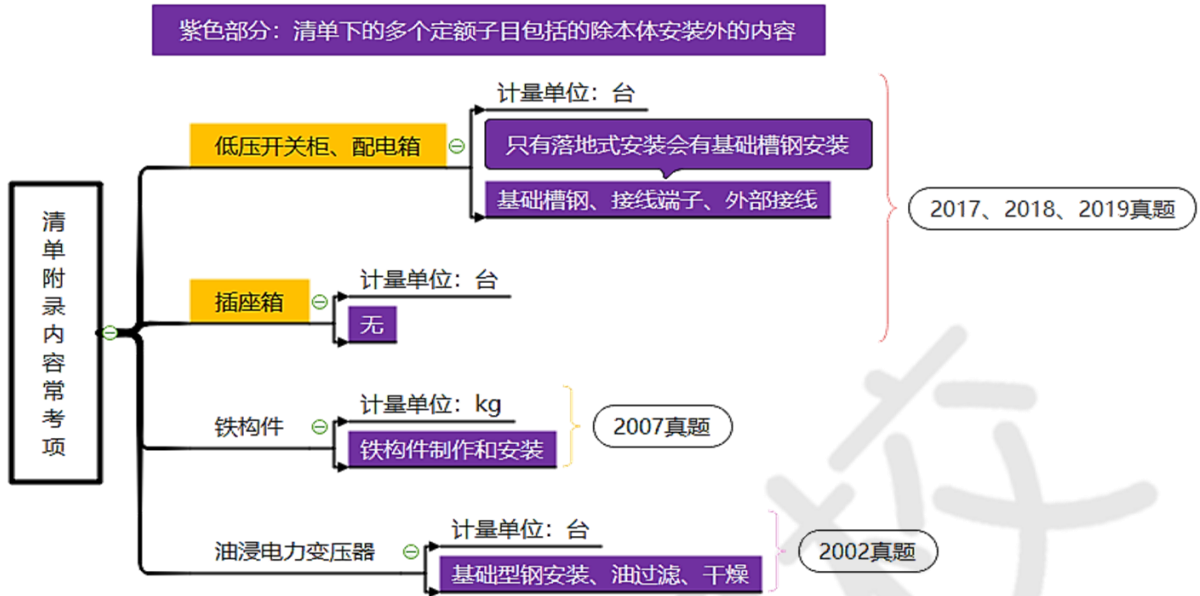 紫色部分：清单下的多个定额子目包括的除本体安装外的内容
清单附录内容常考项
低压开关柜、配电箱
计量单位：台
只有落地式安装会有基础槽钢安装
基础槽钢、接线端子、外部接线
插座箱
计量单位：台
无
2017、2018、2019真题
铁构件
计量单位：kg
铁构件制作和安装
2007真题
油浸电力变压器
计量单位：台
基础型钢安装、油过滤、干燥
2002真题